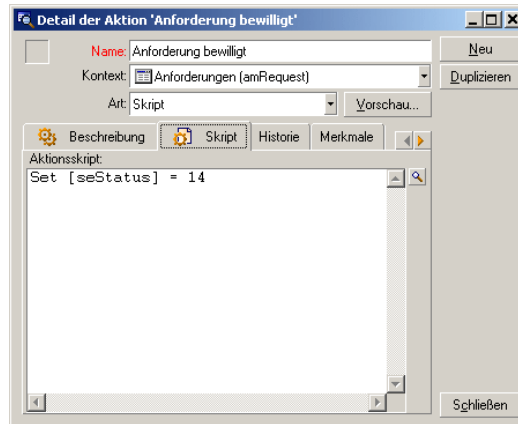 Detail der Aktion 'Anforderung bewilligt'
Name: Anforderung bewilligt
Neu
Kontext: Anforderungen (amRequest)
Duplizieren
Art: Skript
Vorschau...
Beschreibung Skript Historie Merkmale
Aktionsskript:
Set [seStatus] = 14
Schließen